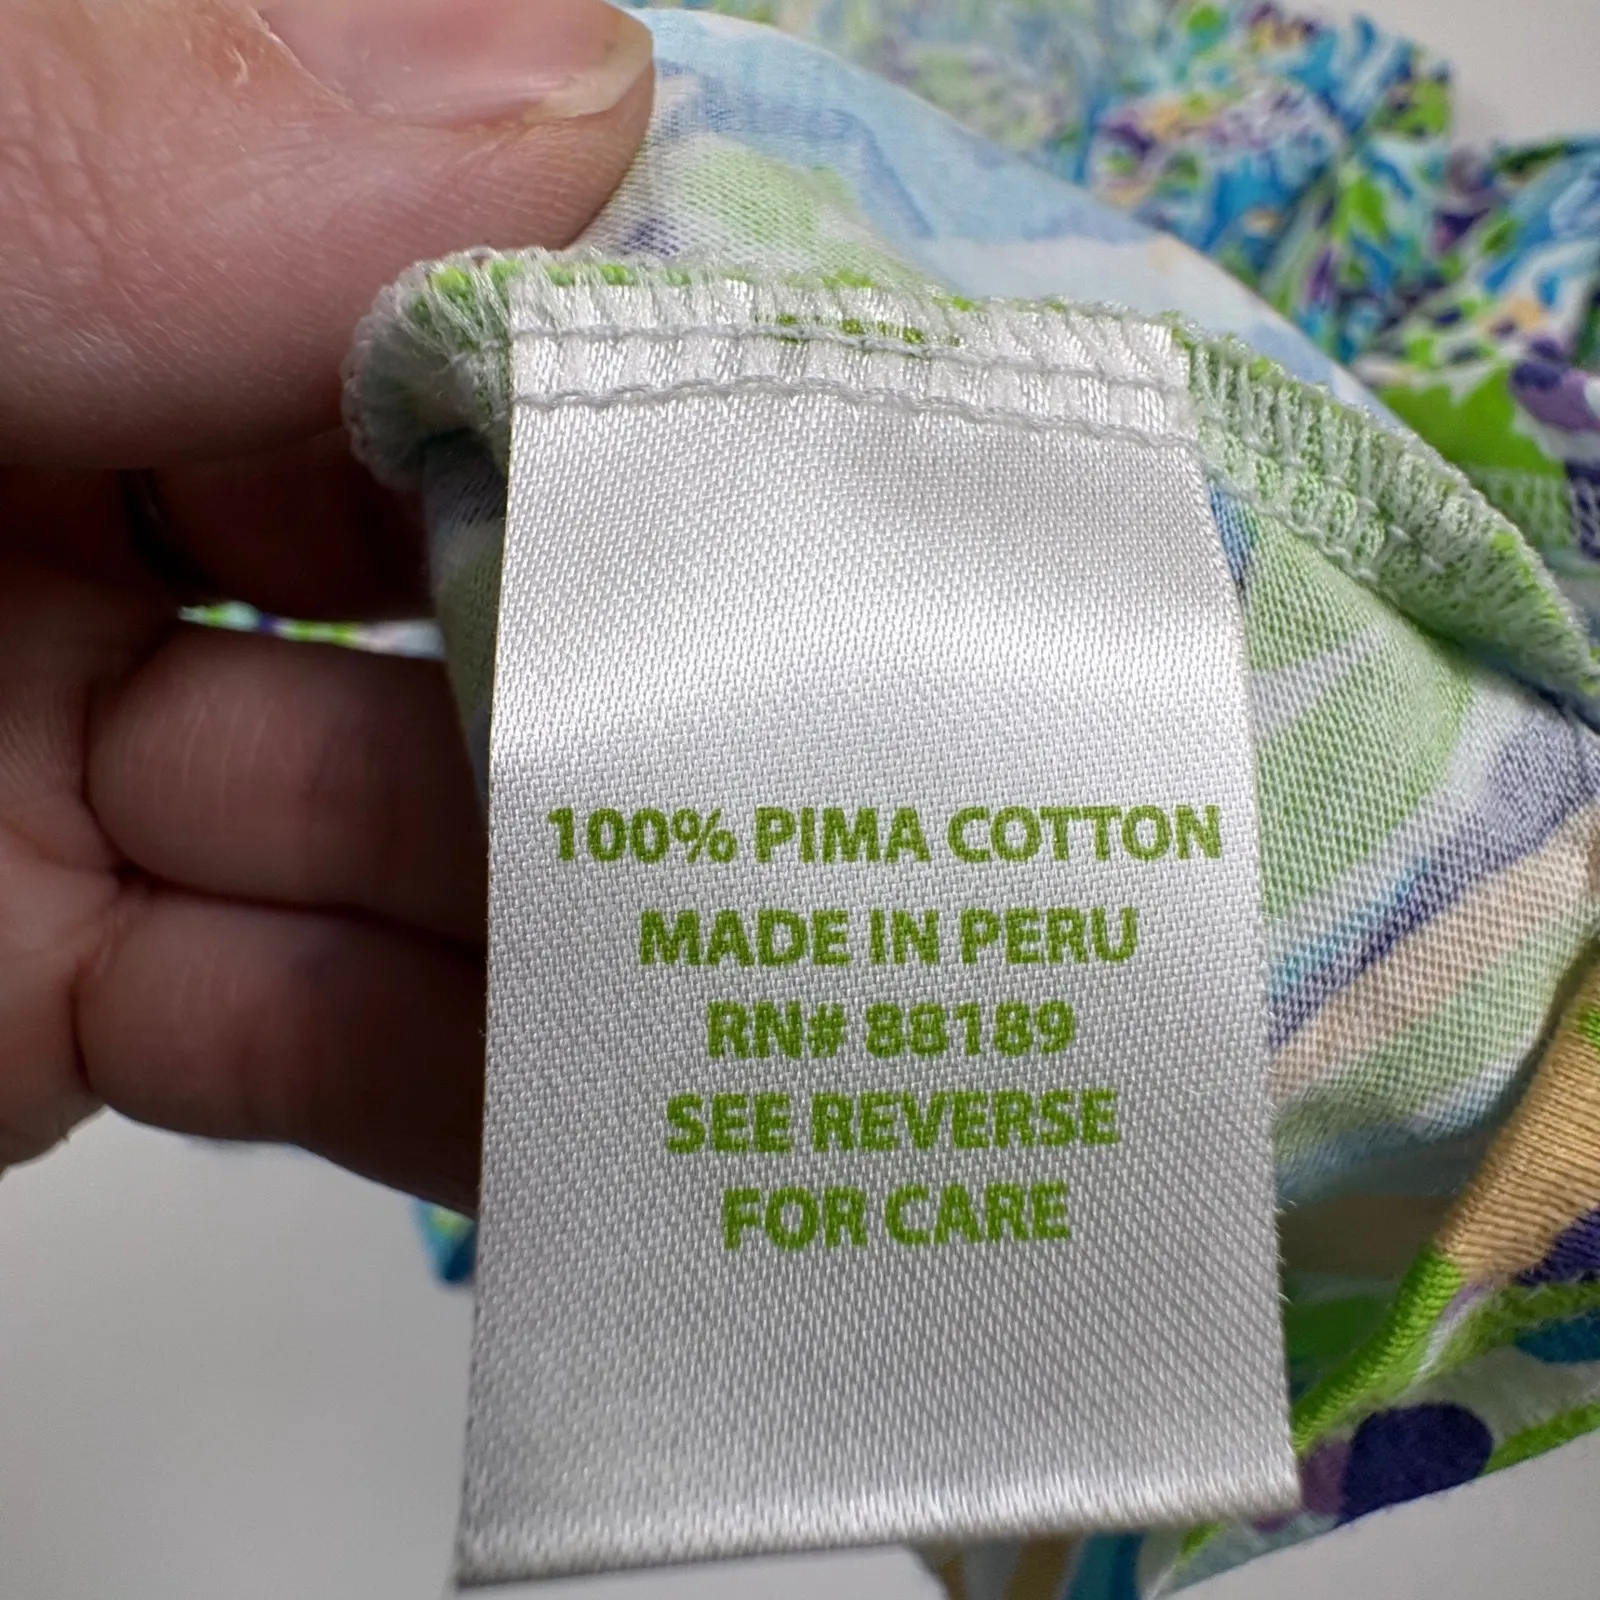 100% PIMA COTTON
MADE IN PERU
RN# 88189
SEE REVERSE
FOR CARE